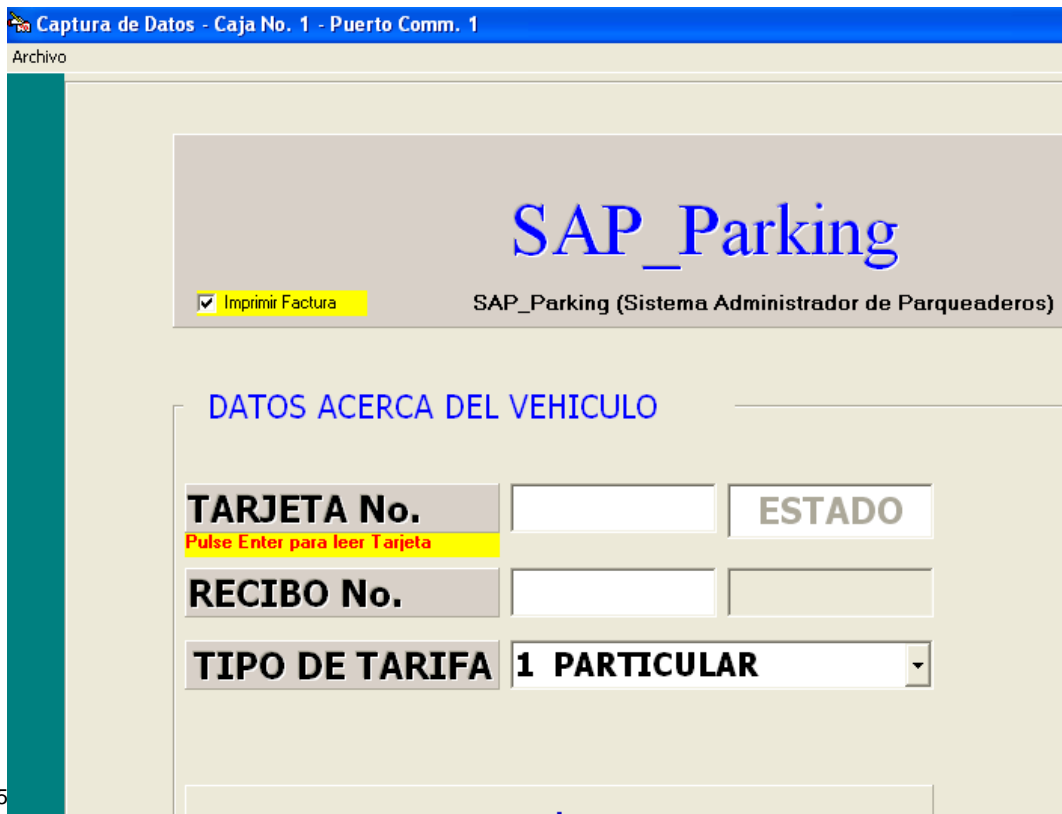 Captura de Datos - Caja No. 1 - Puerto Comm. 1
Archivo
SAP_Parking
Imprimir Factura
SAP_Parking (Sistema Administrador de Parqueaderos)
DATOS ACERCA DEL VEHICULO
TARJETA No.
ESTADO
Pulse Enter para leer Tarjeta
RECIBO No.
TIPO DE TARIFA
1 PARTICULAR